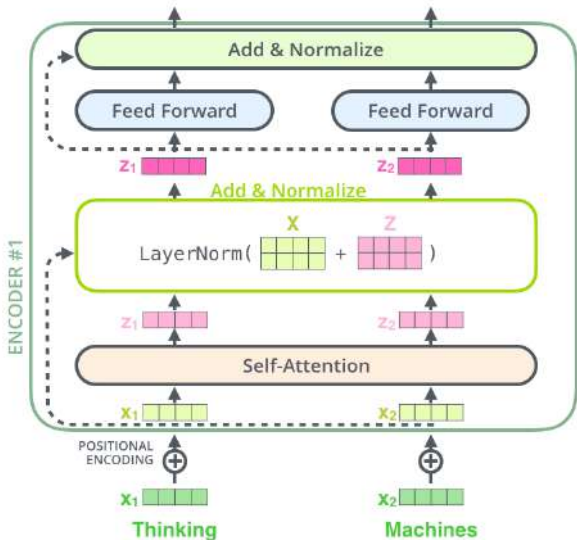 Add & Normalize
Feed Forward Feed Forward
z1 z2
Add & Normalize
X Z
LayerNorm( + )
z1 z2
Self-Attention
x1 x2
ENCODER #1
POSITIONAL
ENCODING
x1 x2
Thinking Machines